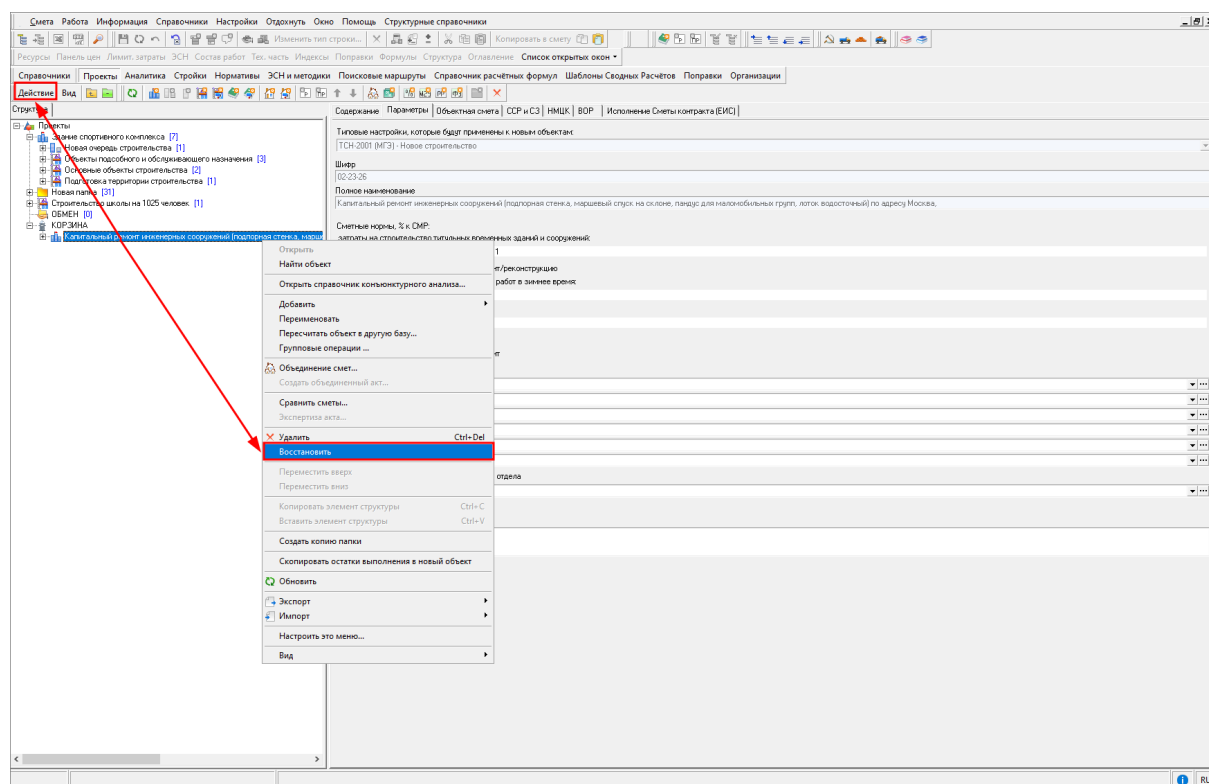 Смета Работа Информация Справочники Настройки Отдохнуть Окно Помощь Структурные справочники
Изменить тип строки... Копировать в смету
Ресурсы Панель цен Лимит. затраты ЭСН Состав работ Тех. часть Индексы Поправки Формулы Структура Оглавление Список открытых окон
Справочники Проекты Аналитика Стройки Нормативы ЭСН и методики Поисковые маршруты Справочник расчётных формул Шаблоны Сводных Расчётов Поправки Организации
Действие Вид
Содержание Параметры Объектная смета ССР и СЗ НМЦК ВОР Исполнение Сметы контракта (ЕИС)
Проекты
Здание спортивного комплекса [7]
Новая очередь строительства [1]
Объекты подсобного и обслуживающего назначения [3]
Основные объекты строительства [2]
Подготовка территории строительства [1]
Новая папка [31]
Строительство школы на 1025 человек [1]
ОБМЕН [0]
КОРЗИНА
Капитальный ремонт инженерных сооружений (подпорная стенка, марше
Типовые настройки, которые будут применены к новым объектам:
ТСН-2001 (МГЭ) - Новое строительство
Шифр
02-23-26
Полное наименование
Капитальный ремонт инженерных сооружений (подпорная стенка, маршевый спуск на склоне, пандус для маломобильных групп, лоток водосточный) по адресу Москва,
Сметные нормы, % к СМР:
затраты на строительство титульных временных зданий и сооружений:
1
нт/реконструкцию
работ в зимнее время:
отдела
Открыть
Найти объект
Открыть справочник конъюнктурного анализа...
Добавить
Переименовать
Пересчитать объект в другую базу...
Групповые операции ...
Объединение смет...
Создать объединенный акт...
Сравнить сметы...
Экспертиза акта...
Удалить Ctrl+Del
Восстановить
Переместить вверх
Переместить вниз
Копировать элемент структуры Ctrl+C
Вставить элемент структуры Ctrl+V
Создать копию папки
Скопировать остатки выполнения в новый объект
Обновить
Экспорт
Импорт
Настроить это меню...
Вид
RU